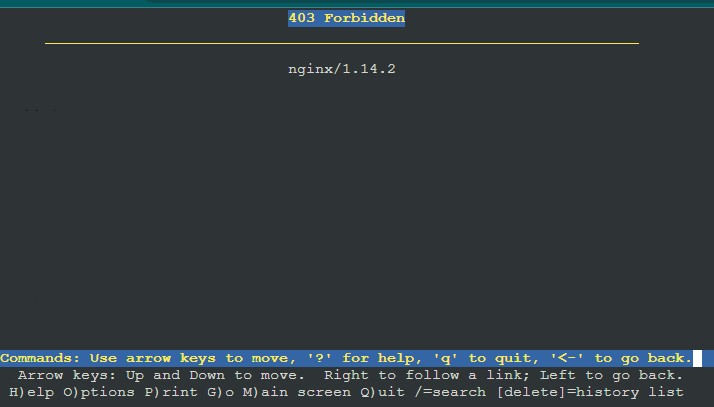 403 Forbidden
nginx/1.14.2
Commands: Use arrow keys to move, '?' for help, 'q' to quit, '<-' to go back.
Arrow keys: Up and Down to move.  Right to follow a link; Left to go back.
H)elp O)ptions P)rint G)o M)ain screen Q)uit /=search [delete]=history list